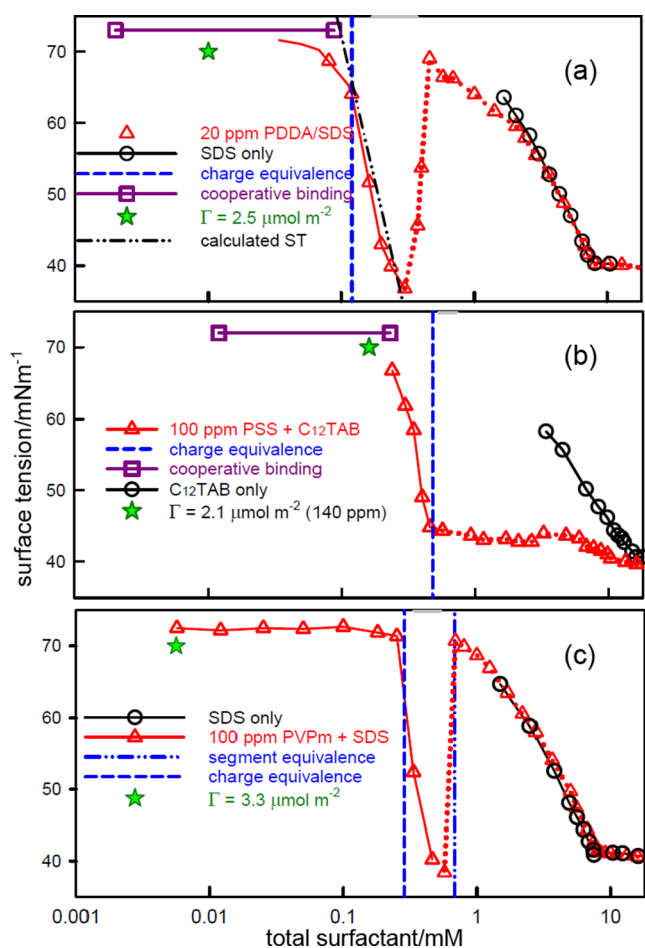 70
60
50
40
(a)
20 ppm PDDA/SDS
SDS only
charge equivalence
cooperative binding
Γ = 2.5 μmol m⁻²
calculated ST
surface tension/mNm⁻¹
70
60
50
40
(b)
100 ppm PSS + C₁₂TAB
charge equivalence
cooperative binding
C₁₂TAB only
Γ = 2.1 μmol m⁻² (140 ppm)
70
60
50
40
(c)
SDS only
100 ppm PVPm + SDS
segment equivalence
charge equivalence
Γ = 3.3 μmol m⁻²
0.001 0.01 0.1 1 10
total surfactant/mM